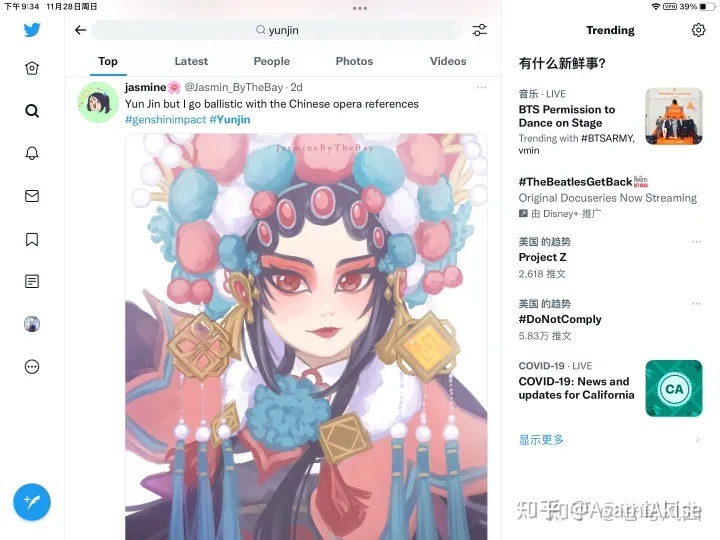 下午9:34 11月28日周日
VPN 39%
yunjin
Top Latest People Photos Videos
jasmine🌸 @Jasmin_ByTheBay · 2d
Yun Jin but I go ballistic with the Chinese opera references
#genshinimpact #Yunjin
JasmineByTheBay
Trending
有什么新鲜事?
音乐 · LIVE
BTS Permission to
Dance on Stage
Trending with #BTSARMY,
vmin
#TheBeatlesGetBack
Original Docuseries Now Streaming
由 Disney+ 推广
美国 的趋势
Project Z
2,618 推文
美国 的趋势
#DoNotComply
5.83万 推文
COVID-19 · LIVE
COVID-19: News and
updates for California
CA
显示更多
知乎 @AsamiAkise